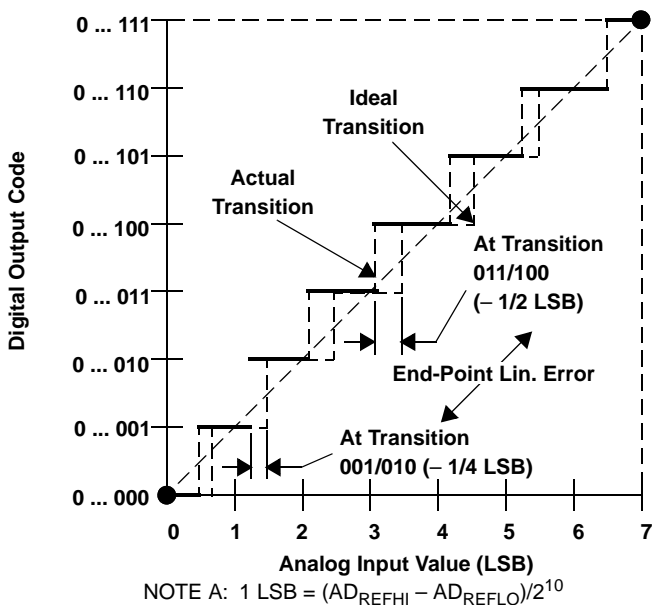 0 ... 111
0 ... 110
0 ... 101
0 ... 100
0 ... 011
0 ... 010
0 ... 001
0 ... 000
Digital Output Code
Ideal
Transition
Actual
Transition
At Transition
011/100
(– 1/2 LSB)
End-Point Lin. Error
At Transition
001/010 (– 1/4 LSB)
0 1 2 3 4 5 6 7
Analog Input Value (LSB)
NOTE A: 1 LSB = (AD_REFHI – AD_REFLO)/2^10